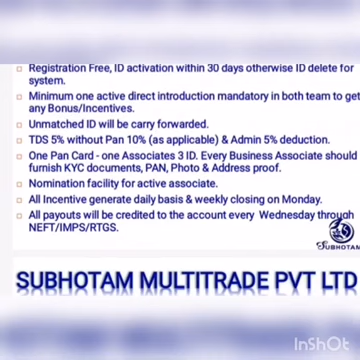 Registration Free, ID activation within 30 days otherwise ID delete for
system.
Minimum one active direct introduction mandatory in both team to get
any Bonus/Incentives.
Unmatched ID will be carry forwarded.
TDS 5% without Pan 10% (as applicable) & Admin 5% deduction.
One Pan Card - one Associates 3 ID. Every Business Associate should
furnish KYC documents, PAN, Photo & Address proof.
Nomination facility for active associate.
All Incentive generate daily basis & weekly closing on Monday.
All payouts will be credited to the account every Wednesday through
NEFT/IMPS/RTGS.
SUBHOTAM
SUBHOTAM MULTITRADE PVT LTD
InShOt